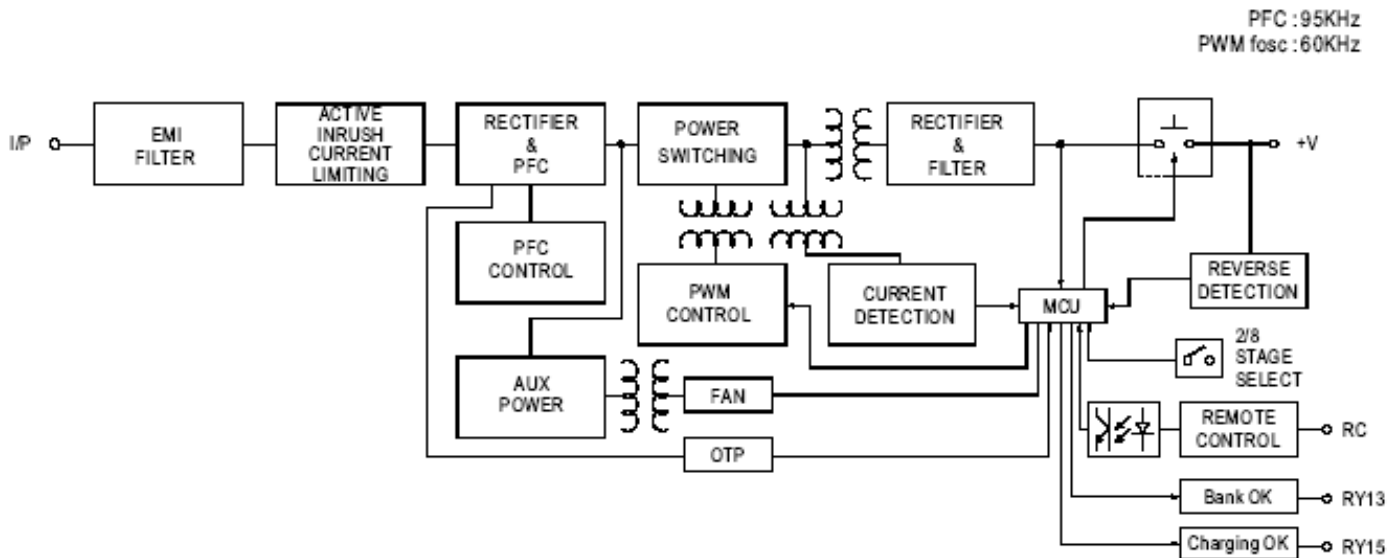 PFC : 95KHz
PWM fosc : 60KHz
I/P
EMI
FILTER
ACTIVE
INRUSH
CURRENT
LIMITING
RECTIFIER
&
PFC
POWER
SWITCHING
RECTIFIER
&
FILTER
+V
PFC
CONTROL
PWM
CONTROL
CURRENT
DETECTION
MCU
REVERSE
DETECTION
2/8
STAGE
SELECT
AUX
POWER
FAN
REMOTE
CONTROL
RC
OTP
Bank OK
RY13
Charging OK
RY15